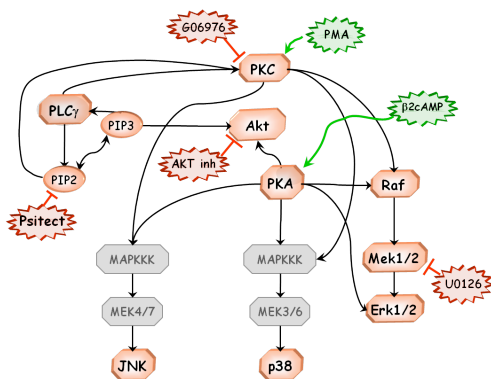 G06976
PMA
PKC
PLCγ
PIP3
Akt
β2cAMP
AKT inh
PIP2
PKA
Raf
Psitect
MAPKKK
MAPKKK
Mek1/2
U0126
MEK4/7
MEK3/6
Erk1/2
JNK
p38